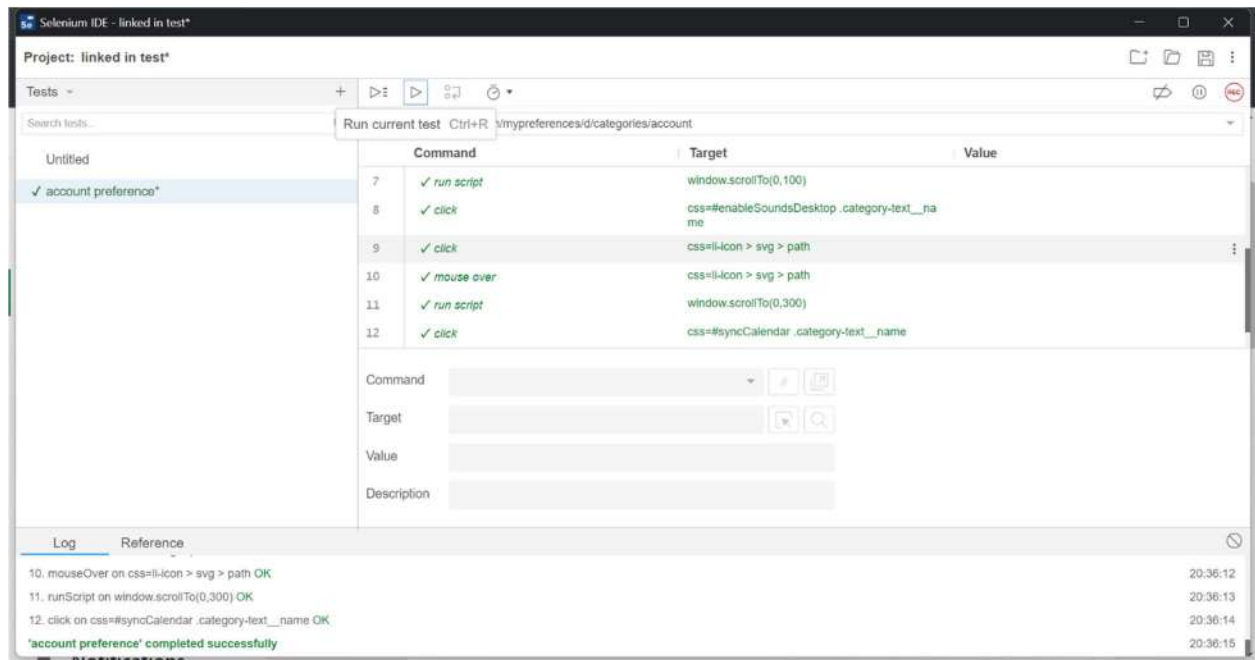 Selenium IDE - linked in test*
Project: linked in test*
Tests
REC
Search tests...
Run current test Ctrl+R
/mypreferences/d/categories/account
Untitled
✓ account preference*
Command Target Value
7 ✓ run script window.scrollTo(0,100)
8 ✓ click css=#enableSoundsDesktop .category-text__na
me
9 ✓ click css=li-icon > svg > path
10 ✓ mouse over css=li-icon > svg > path
11 ✓ run script window.scrollTo(0,300)
12 ✓ click css=#syncCalendar .category-text__name
Command //
Target
Value
Description
Log Reference
10. mouseOver on css=li-icon > svg > path OK 20:36:12
11. runScript on window.scrollTo(0,300) OK 20:36:13
12. click on css=#syncCalendar .category-text__name OK 20:36:14
'account preference' completed successfully 20:36:15
Notifications